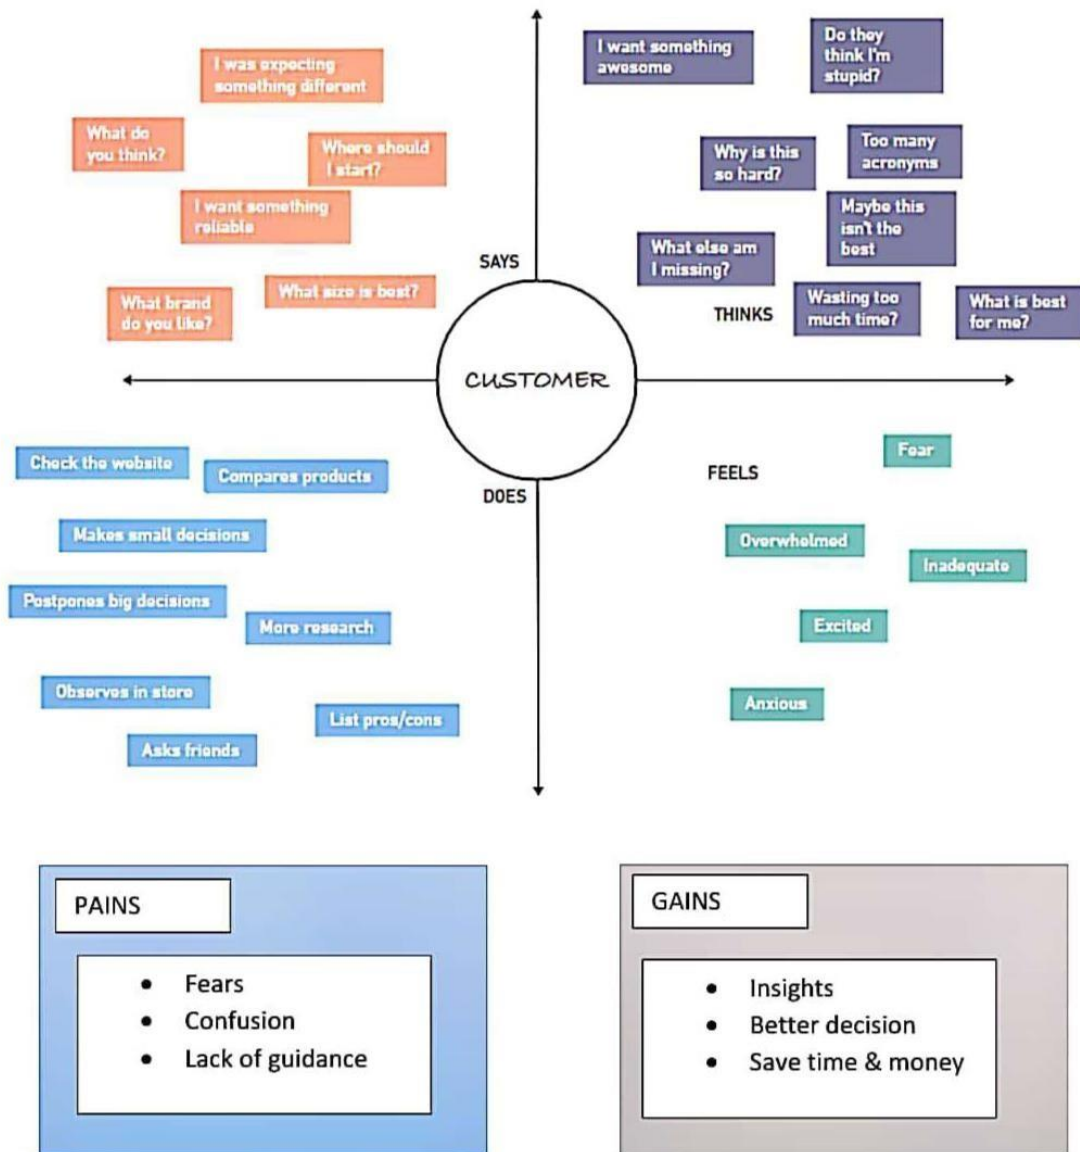 I was expecting
something different
What do
you think?
Where should
I start?
I want something
reliable
What brand
do you like?
What size is best?
SAYS
I want something
awesome
Do they
think I'm
stupid?
Why is this
so hard?
Too many
acronyms
Maybe this
isn't the
best
What else am
I missing?
THINKS
Wasting too
much time?
What is best
for me?
CUSTOMER
Check the website
Compares products
DOES
Makes small decisions
Postpones big decisions
More research
Observes in store
List pros/cons
Asks friends
FEELS
Fear
Overwhelmed
Inadequate
Excited
Anxious
PAINS
• Fears
• Confusion
• Lack of guidance
GAINS
• Insights
• Better decision
• Save time & money